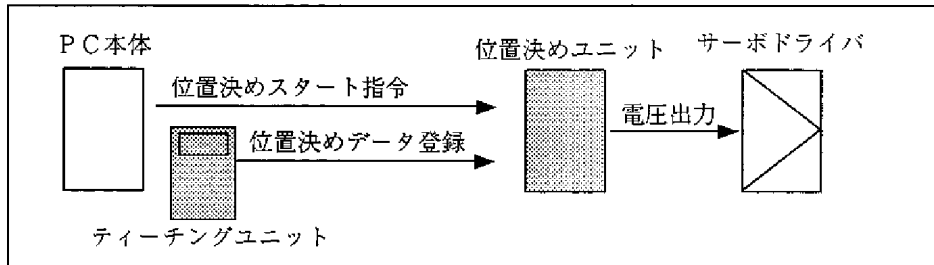 PC本体
位置決めユニット
サーボドライバ
位置決めスタート指令
電圧出力
位置決めデータ登録
ティーチングユニット